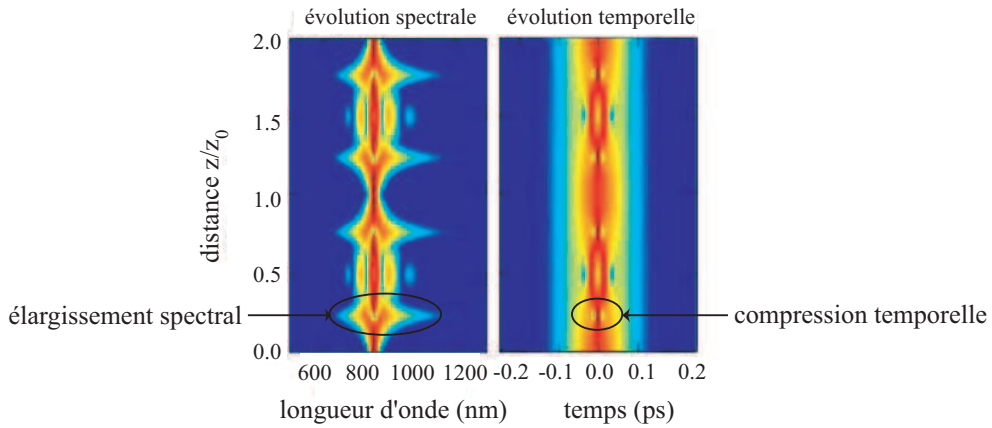 évolution spectrale
évolution temporelle
distance z/z0
2.0
1.5
1.0
0.5
0.0
élargissement spectral
compression temporelle
600 800 1000 1200
-0.2 -0.1 0.0 0.1 0.2
longueur d'onde (nm)
temps (ps)